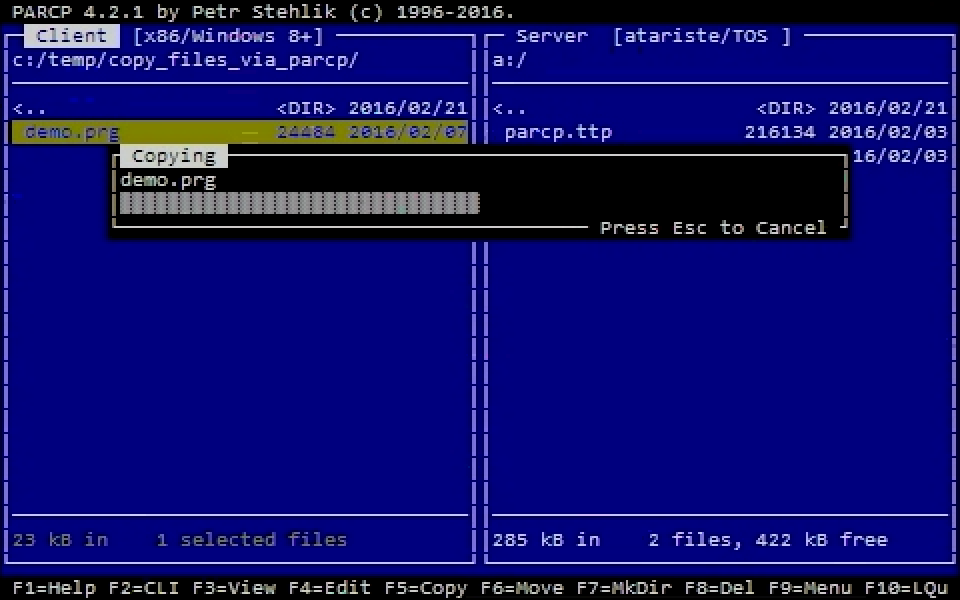 PARCP 4.2.1 by Petr Stehlik (c) 1996-2016.
Client [x86/Windows 8+] Server [atariste/TOS ]
c:/temp/copy_files_via_parcp/ a:/
<.. <DIR> 2016/02/21 <.. <DIR> 2016/02/21
demo.prg 24484 2016/02/07 parcp.ttp 216134 2016/02/03
Copying 16/02/03
demo.prg
Press Esc to Cancel
23 kB in 1 selected files 285 kB in 2 files, 422 kB free
F1=Help F2=CLI F3=View F4=Edit F5=Copy F6=Move F7=MkDir F8=Del F9=Menu F10=LQu